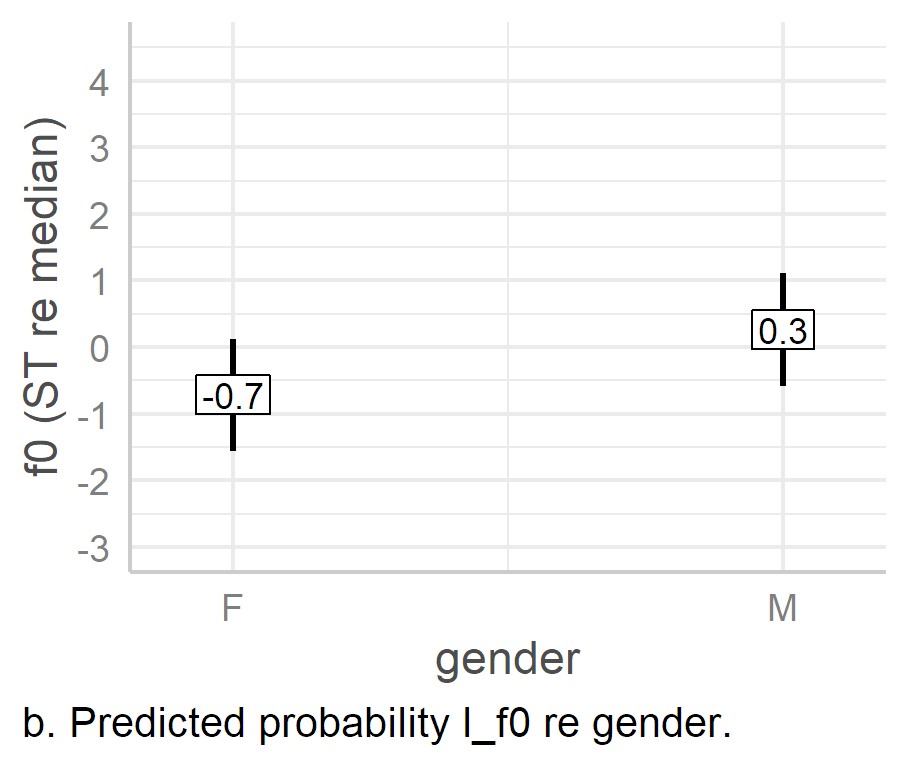 f0 (ST re median)
4
3
2
1
0
-1
-2
-3
-0.7
0.3
F
M
gender
b. Predicted probability l_f0 re gender.